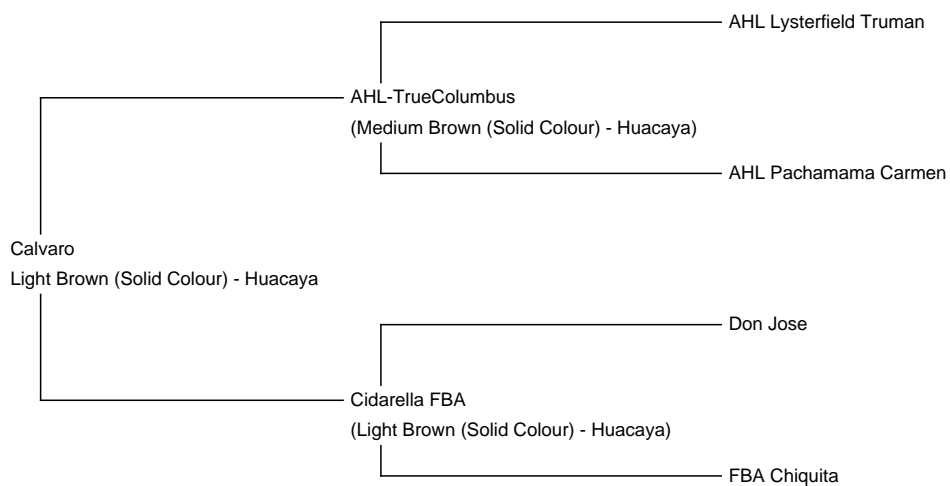 AHL Lysterfield Truman
AHL-TrueColumbus
(Medium Brown (Solid Colour) - Huacaya)
AHL Pachamama Carmen
Calvaro
Light Brown (Solid Colour) - Huacaya
Don Jose
Cidarella FBA
(Light Brown (Solid Colour) - Huacaya)
FBA Chiquita